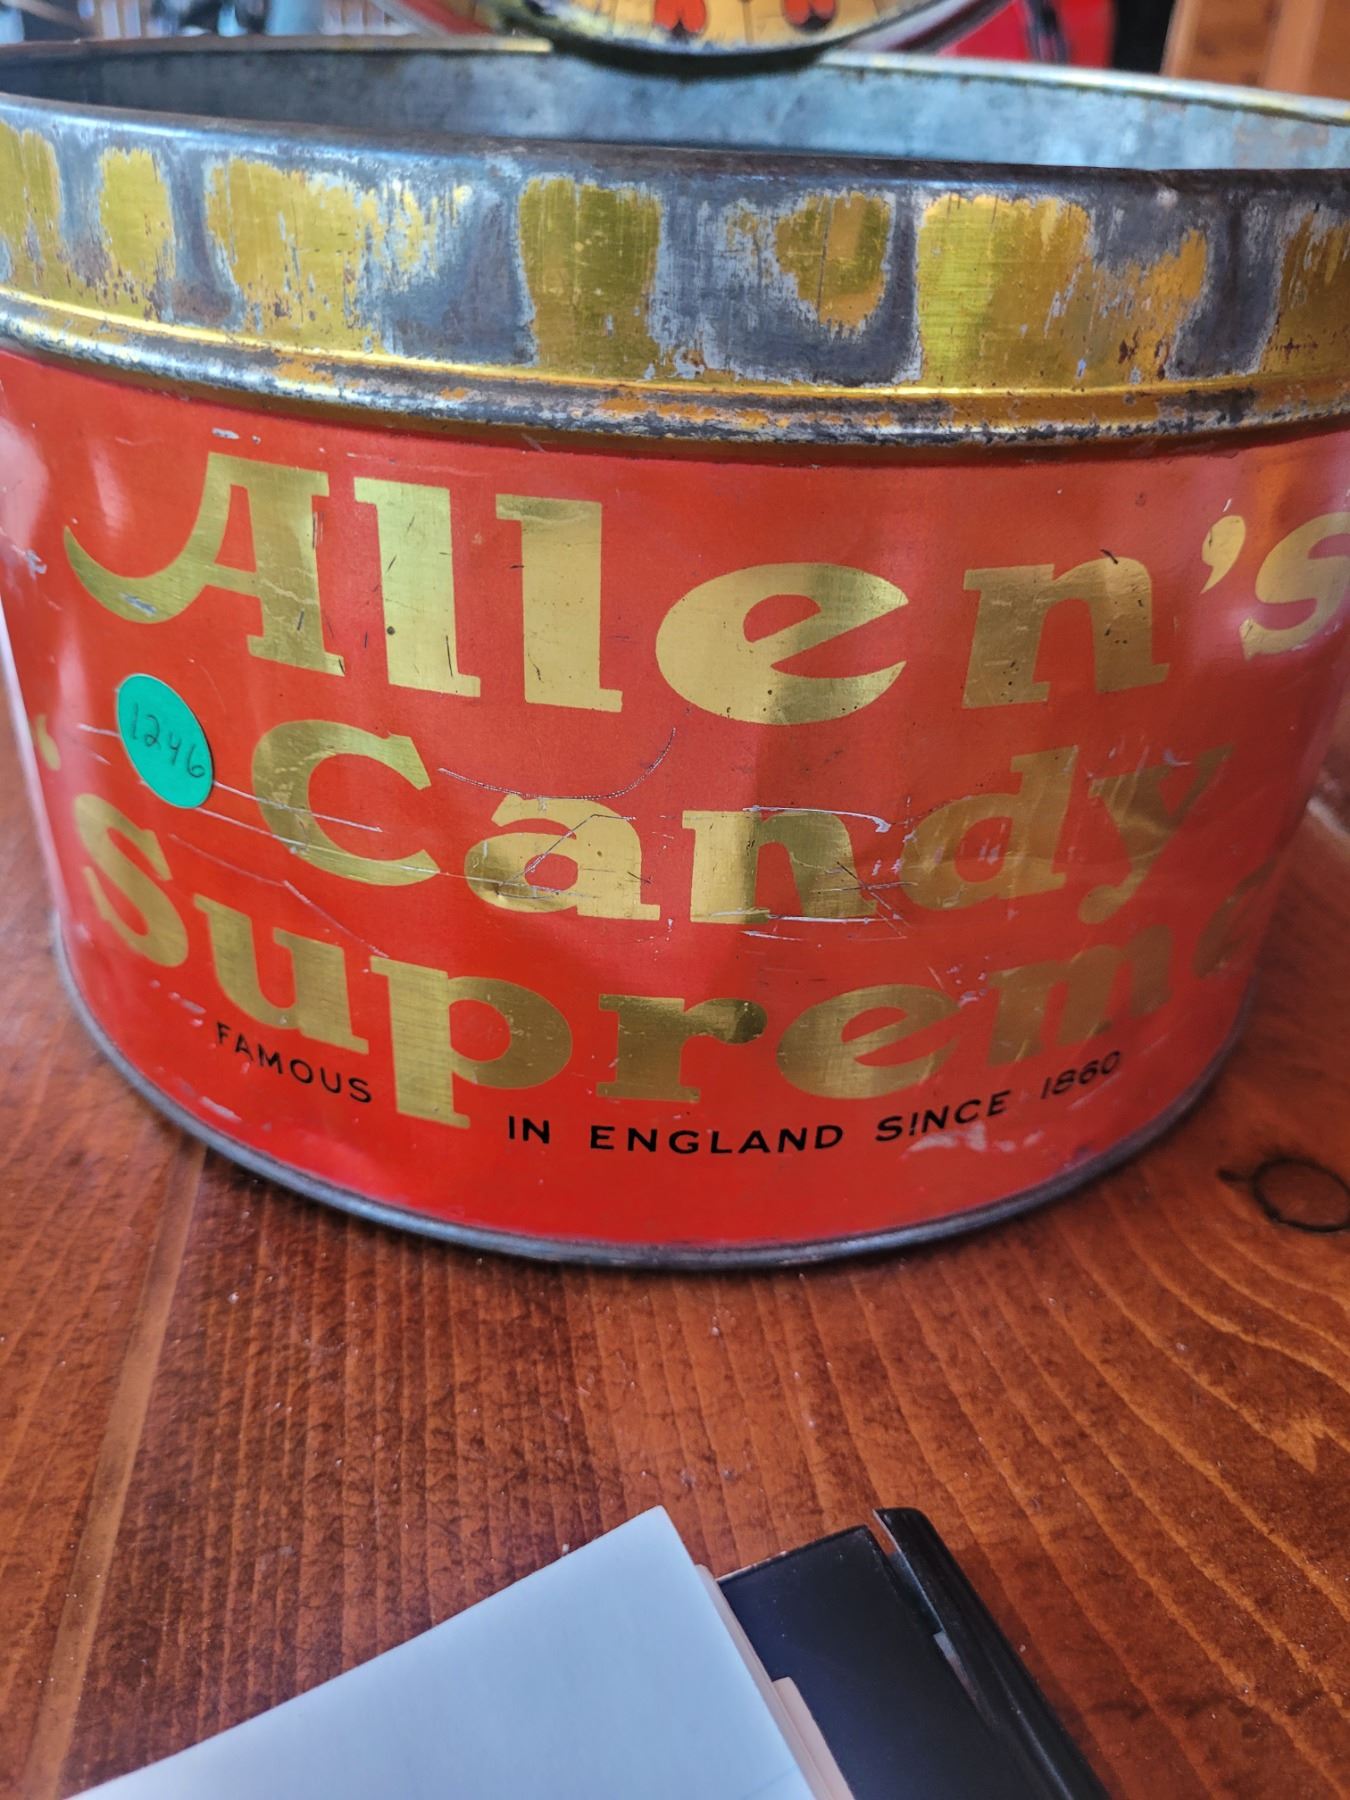 Allen's
1246
Candy
'Supreme
FAMOUS IN ENGLAND SINCE 1860